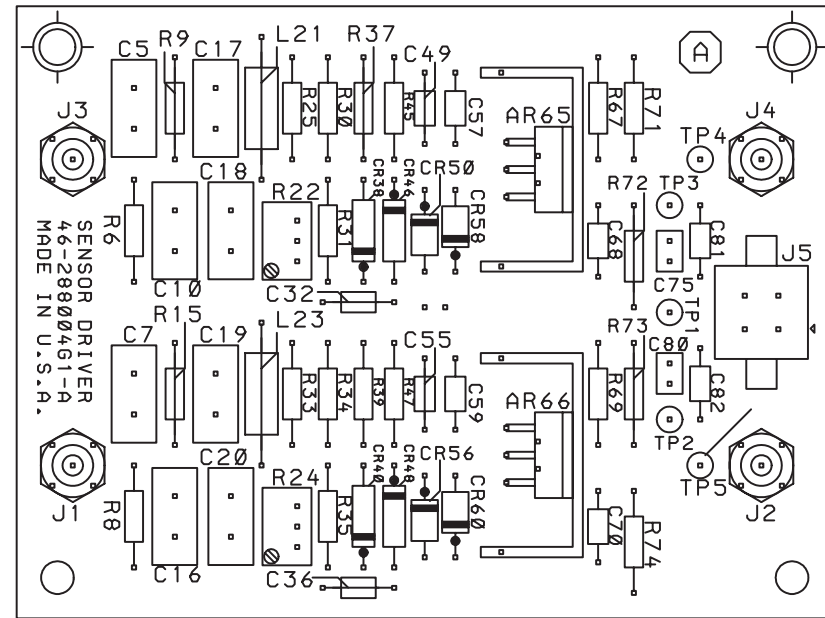 C5
R9
C17
L21
R37
C49
A
J3
R25
R30
R45
C57
AR65
R67
R71
TP4
J4
C18
R22
CR38
CR46
CR50
CR58
R72
TP3
R6
R31
C68
C81
J5
SENSOR DRIVER
46-288004G1-A
MADE IN U.S.A.
C10
C32
C75
TP1
C7
R15
C19
L23
C55
R73
C80
R33
R34
R39
R47
C59
AR66
R69
C82
TP2
C20
R24
CR40
CR48
CR56
CR60
TP5
J1
R8
R35
C70
R74
J2
C16
C36